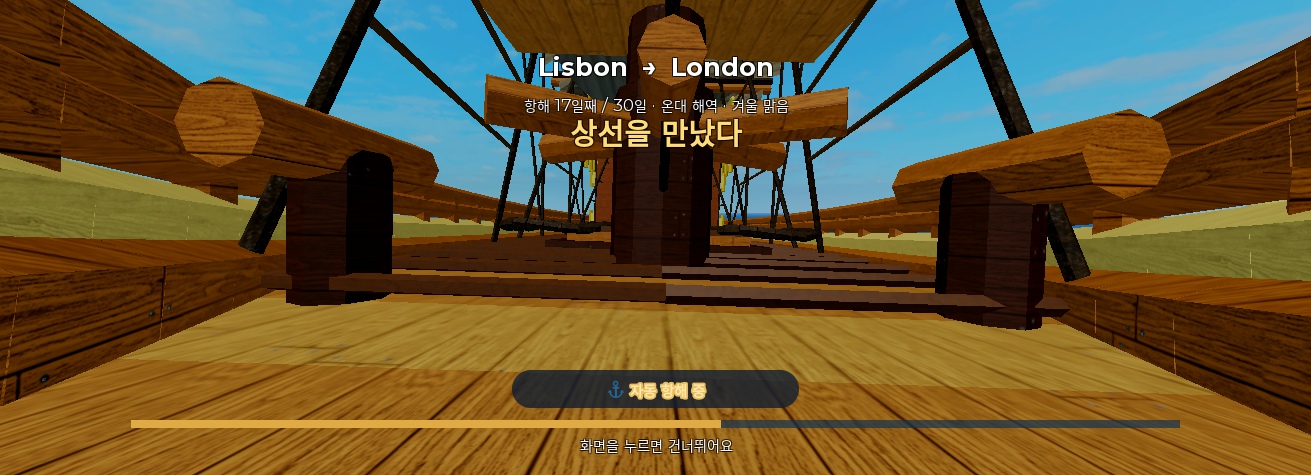 Lisbon → London
항해 17일째 / 30일 · 온대 해역 · 겨울 맑음
상선을 만났다
⚓ 자동 항해 중
화면을 누르면 건너뛰어요